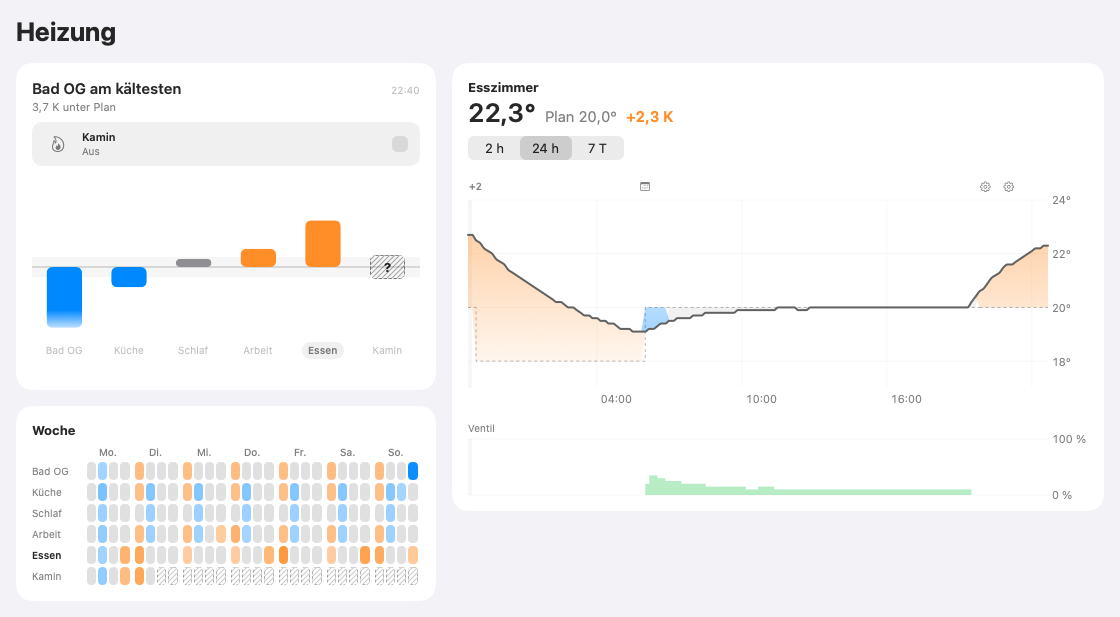 Heizung
Bad OG am kältesten
22:40
3,7 K unter Plan
Kamin
Aus
?
Bad OG Küche Schlaf Arbeit Essen Kamin
Woche
Mo. Di. Mi. Do. Fr. Sa. So.
Bad OG
Küche
Schlaf
Arbeit
Essen
Kamin
Esszimmer
22,3° Plan 20,0° +2,3 K
2 h 24 h 7 T
+2
24°
22°
20°
18°
04:00 10:00 16:00
Ventil
100 %
0 %